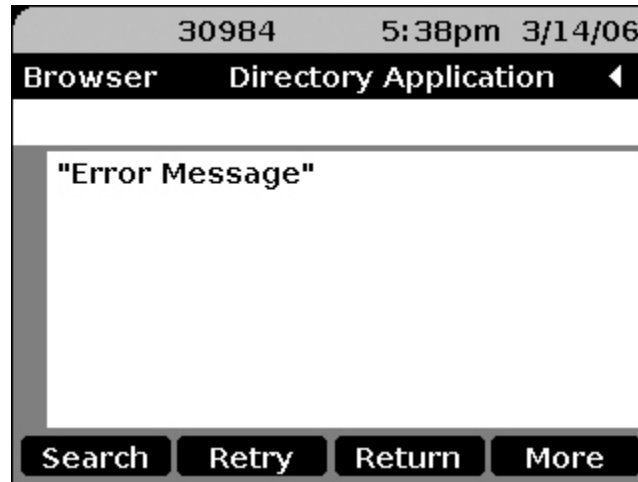 30984 5:38pm 3/14/06
Browser Directory Application
"Error Message"
Search Retry Return More